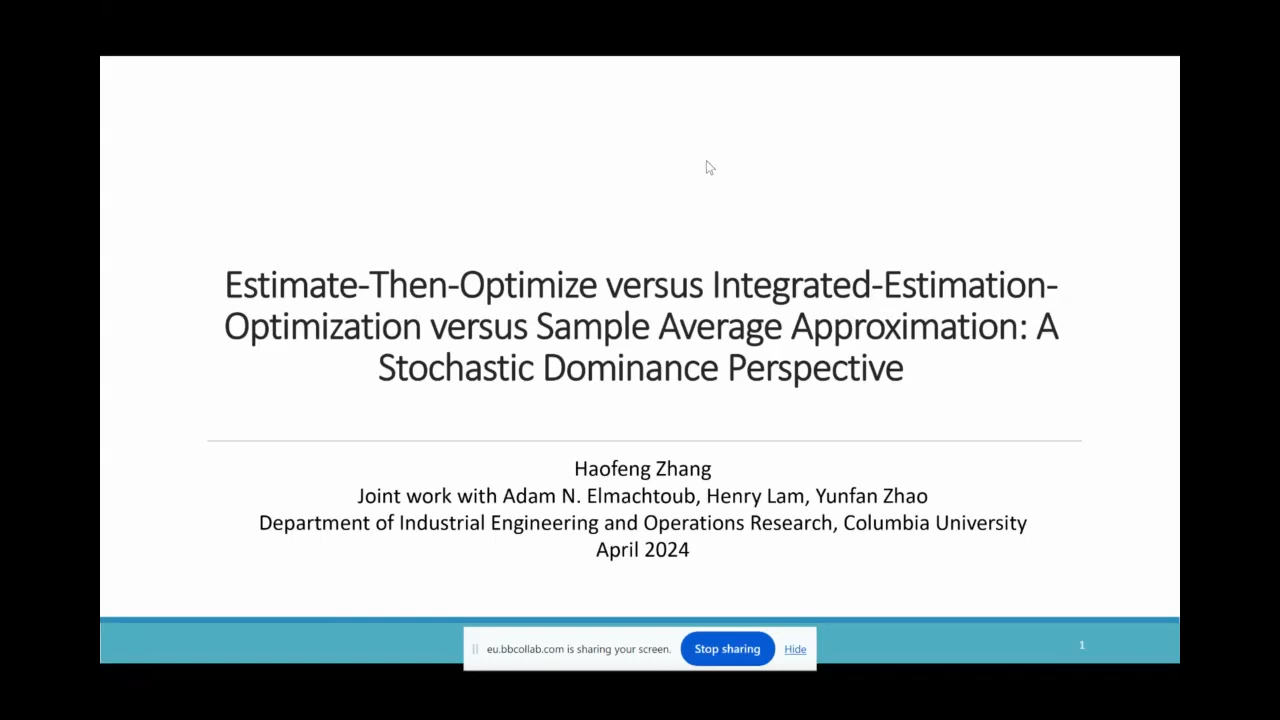 Estimate-Then-Optimize versus Integrated-Estimation-
Optimization versus Sample Average Approximation: A
Stochastic Dominance Perspective
Haofeng Zhang
Joint work with Adam N. Elmachtoub, Henry Lam, Yunfan Zhao
Department of Industrial Engineering and Operations Research, Columbia University
April 2024
eu.bbcollab.com is sharing your screen. Stop sharing Hide
1